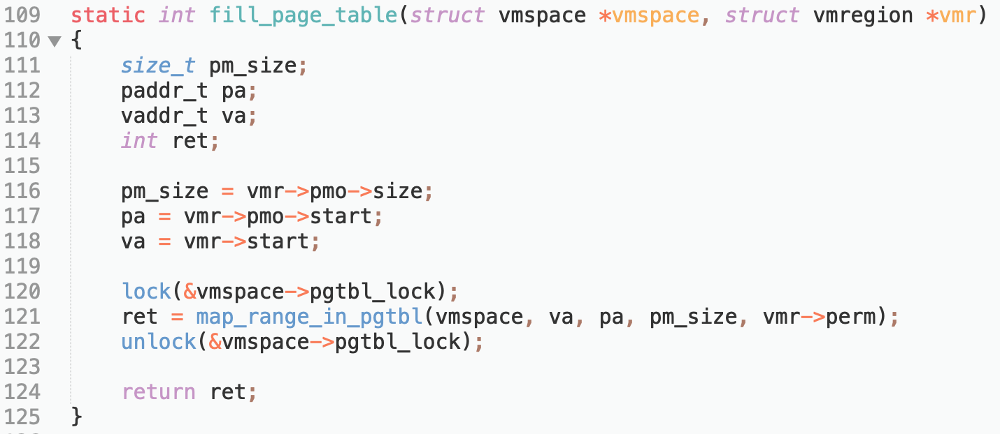 109 static int fill_page_table(struct vmspace *vmspace, struct vmregion *vmr)
110 ▼ {
111     size_t pm_size;
112     paddr_t pa;
113     vaddr_t va;
114     int ret;
115
116     pm_size = vmr->pmo->size;
117     pa = vmr->pmo->start;
118     va = vmr->start;
119
120     lock(&vmspace->pgtbl_lock);
121     ret = map_range_in_pgtbl(vmspace, va, pa, pm_size, vmr->perm);
122     unlock(&vmspace->pgtbl_lock);
123
124     return ret;
125 }